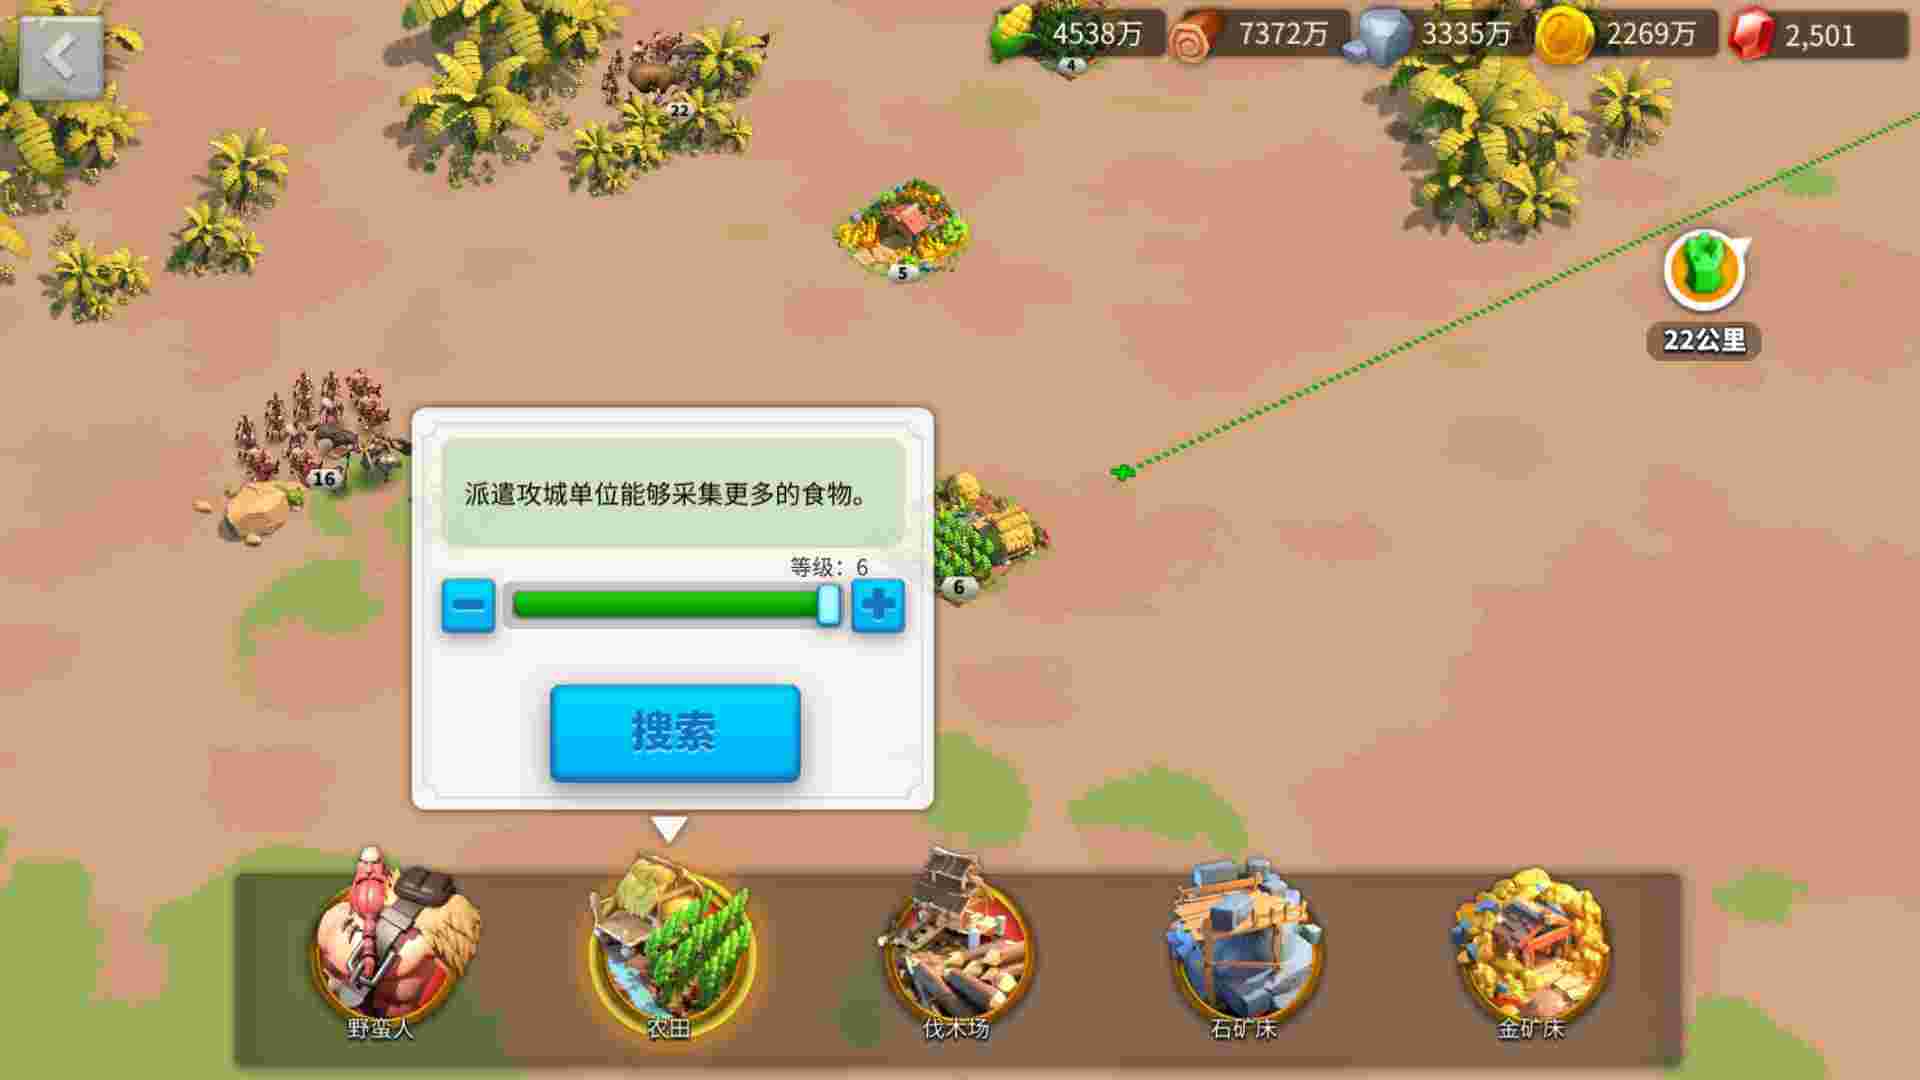 4538万
7372万
3335万
2269万
2,501
4
22
5
22公里
16
派遣攻城单位能够采集更多的食物。
等级：6
6
搜索
野蛮人
农田
伐木场
石矿床
金矿床